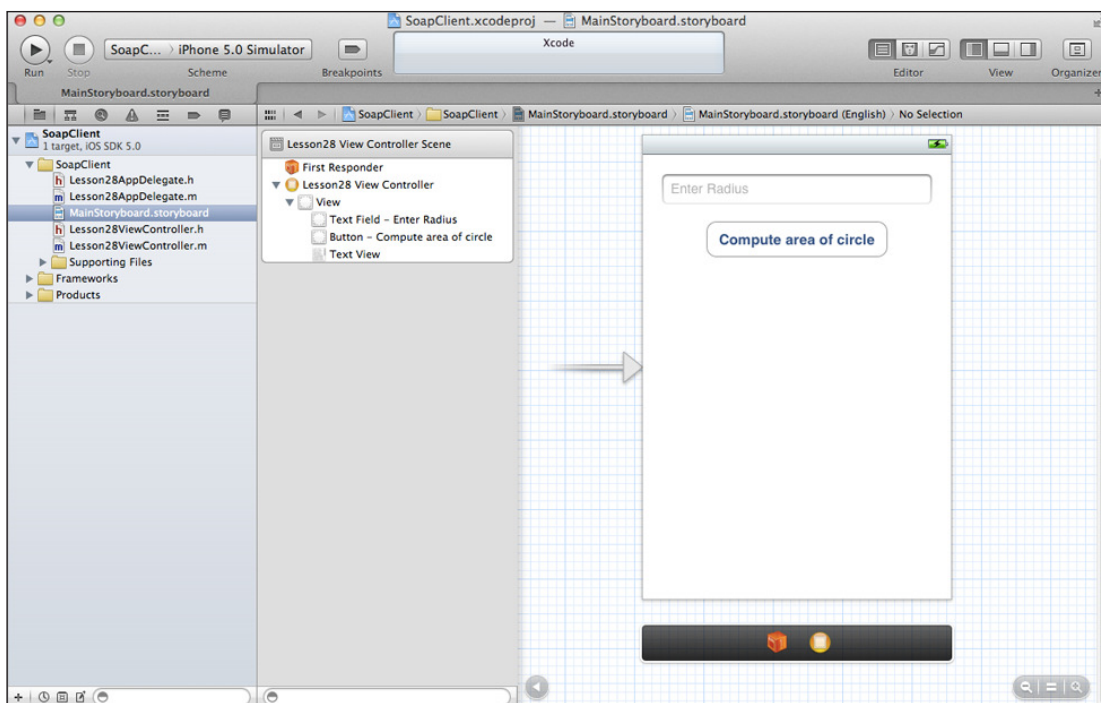 SoapClient.xcodeproj — MainStoryboard.storyboard
SoapC... iPhone 5.0 Simulator
Xcode
Run Stop Scheme Breakpoints Editor View Organizer
MainStoryboard.storyboard
SoapClient SoapClient MainStoryboard.storyboard MainStoryboard.storyboard (English) No Selection
SoapClient
1 target, iOS SDK 5.0
SoapClient
h Lesson28AppDelegate.h
m Lesson28AppDelegate.m
MainStoryboard.storyboard
h Lesson28ViewController.h
m Lesson28ViewController.m
Supporting Files
Frameworks
Products
Lesson28 View Controller Scene
First Responder
Lesson28 View Controller
View
Text Field – Enter Radius
Button – Compute area of circle
Text View
Enter Radius
Compute area of circle